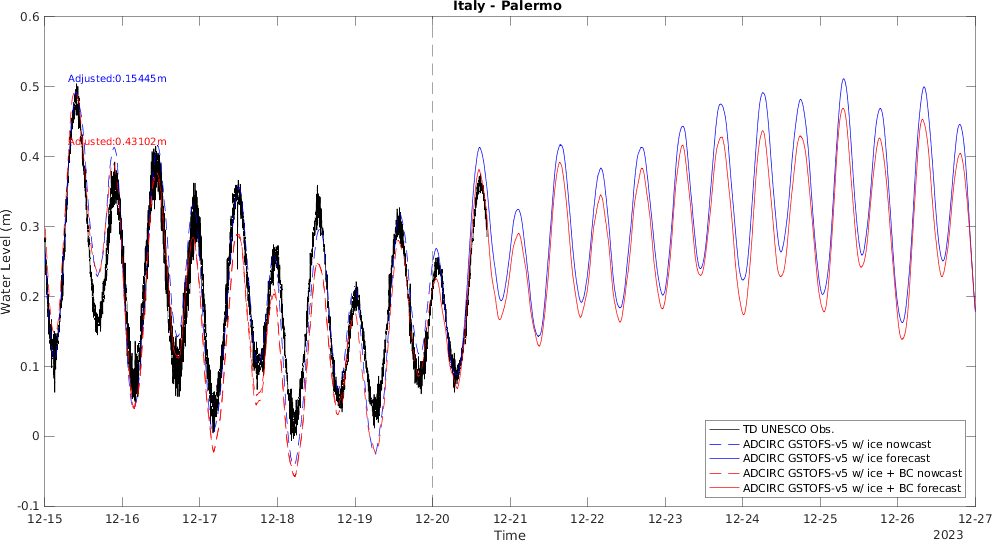 Italy - Palermo
0.6
0.5
0.4
0.3
0.2
0.1
0
-0.1
Water Level (m)
Adjusted:0.15445m
Adjusted:0.43102m
TD UNESCO Obs.
ADCIRC GSTOFS-v5 w/ ice nowcast
ADCIRC GSTOFS-v5 w/ ice forecast
ADCIRC GSTOFS-v5 w/ ice + BC nowcast
ADCIRC GSTOFS-v5 w/ ice + BC forecast
12-15 12-16 12-17 12-18 12-19 12-20 12-21 12-22 12-23 12-24 12-25 12-26 12-27
Time
2023